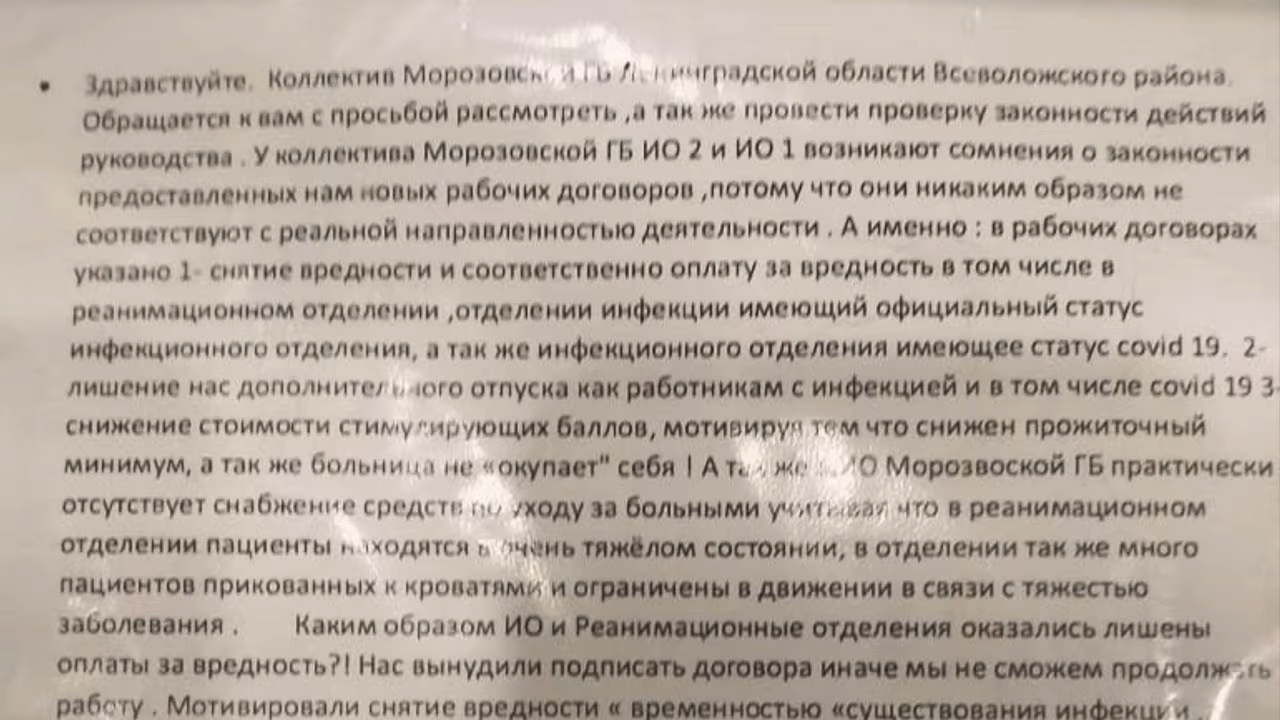 • Здравствуйте. Коллектив Морозовской ГБ Ленинградской области Всеволожского района.
Обращается к вам с просьбой рассмотреть ,а так же провести проверку законности действий
руководства . У коллектива Морозовской ГБ ИО 2 и ИО 1 возникают сомнения о законности
предоставленных нам новых рабочих договоров ,потому что они никаким образом не
соответствуют с реальной направленностью деятельности . А именно : в рабочих договорах
указано 1- снятие вредности и соответственно оплату за вредность в том числе в
реанимационном отделении ,отделении инфекции имеющий официальный статус
инфекционного отделения, а так же инфекционного отделения имеющее статус covid 19. 2-
лишение нас дополнительного отпуска как работникам с инфекцией и в том числе covid 19 3-
снижение стоимости стимулирующих баллов, мотивируя тем что снижен прожиточный
минимум, а так же больница не «окупает" себя ! А так же ИО Морозвоской ГБ практически
отсутствует снабжение средств по уходу за больными учитывая что в реанимационном
отделении пациенты находятся в очень тяжёлом состоянии, в отделении так же много
пациентов прикованных к кроватями и ограничены в движении в связи с тяжестью
заболевания . Каким образом ИО и Реанимационные отделения оказались лишены
оплаты за вредность?! Нас вынудили подписать договора иначе мы не сможем продолжать
работу . Мотивировали снятие вредности « временностью «существования инфекции .